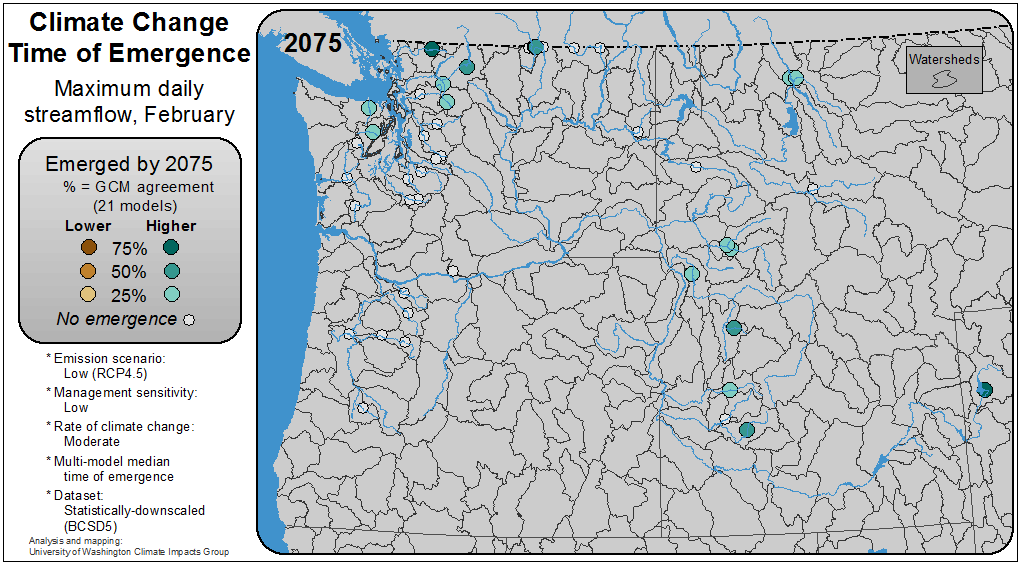 Climate Change
Time of Emergence
Maximum daily
streamflow, February
Emerged by 2075
% = GCM agreement
(21 models)
Lower Higher
75%
50%
25%
No emergence
* Emission scenario:
Low (RCP4.5)
* Management sensitivity:
Low
* Rate of climate change:
Moderate
* Multi-model median
time of emergence
* Dataset:
Statistically-downscaled
(BCSD5)
Analysis and mapping:
University of Washington Climate Impacts Group
2075
Watersheds